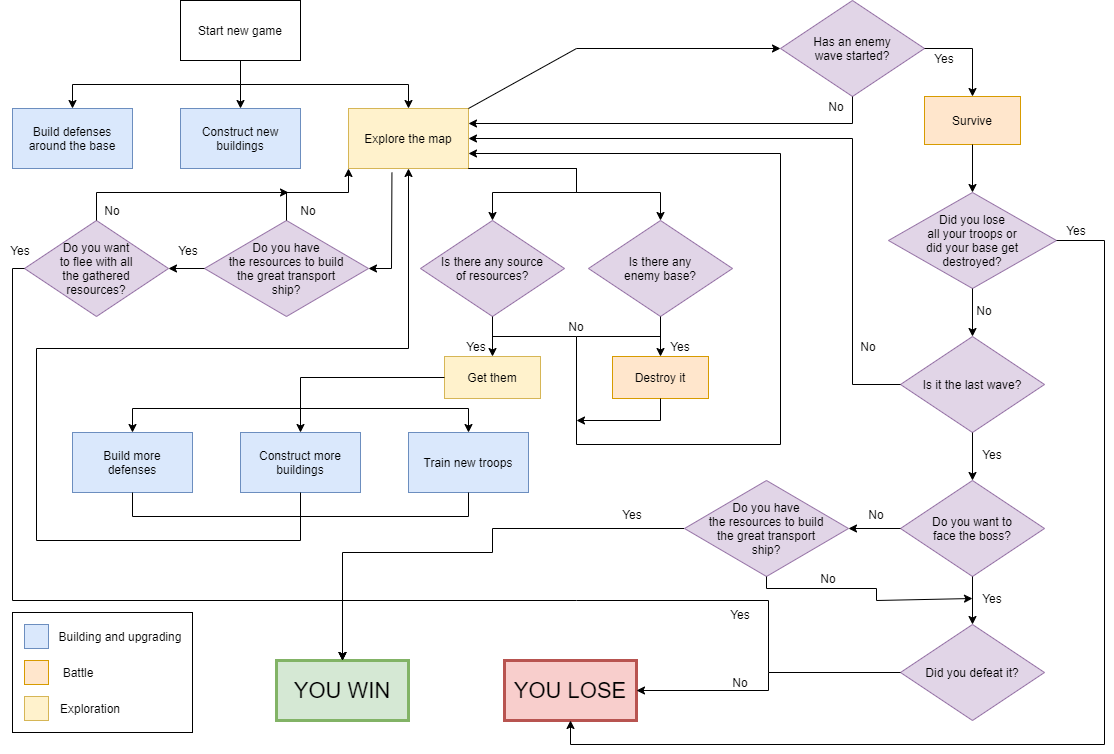 Start new game
Has an enemy
wave started?
Yes
No
Build defenses
around the base
Construct new
buildings
Explore the map
Survive
No
No
Yes
Do you want
to flee with all
the gathered
resources?
Yes
Do you have
the resources to build
the great transport
ship?
Is there any source
of resources?
Is there any
enemy base?
Did you lose
all your troops or
did your base get
destroyed?
Yes
No
No
Yes
Yes
No
Get them
Destroy it
Is it the last wave?
Build more
defenses
Construct more
buildings
Train new troops
Yes
Do you have
the resources to build
the great transport
ship?
Yes
No
Do you want to
face the boss?
No
Yes
Yes
Building and upgrading
Battle
Exploration
YOU WIN
YOU LOSE
No
Did you defeat it?